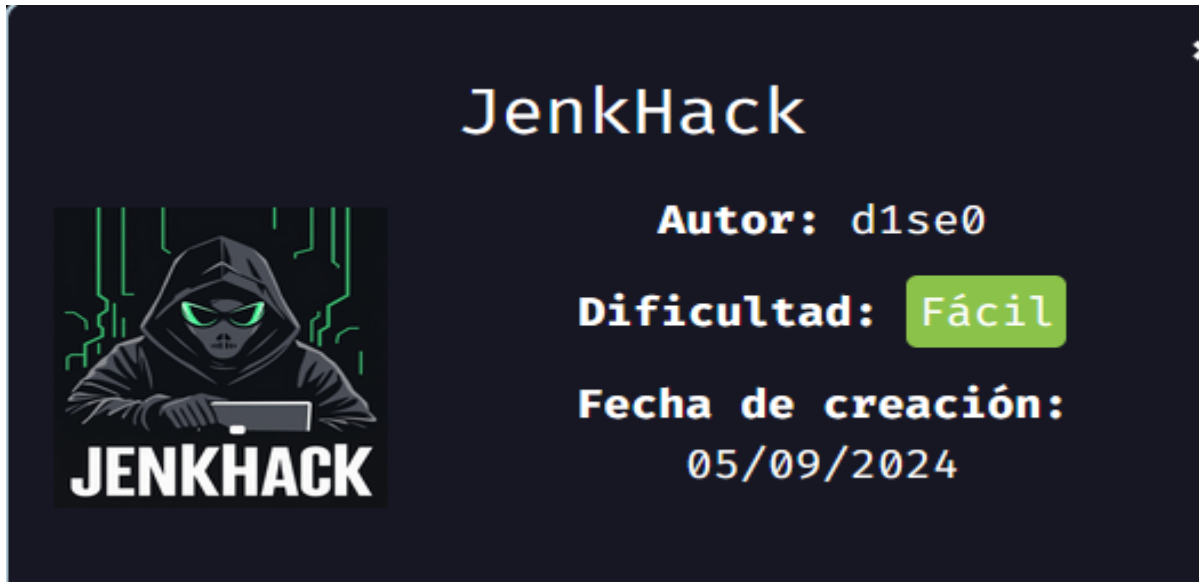 JenkHack
JENKHACK
Autor: d1se0
Dificultad: Fácil
Fecha de creación:
05/09/2024